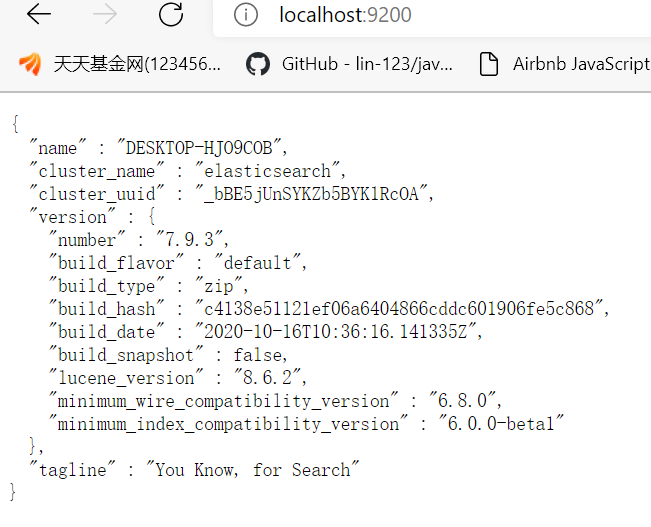 localhost:9200
天天基金网(123456... GitHub - lin-123/jav... Airbnb JavaScript
{
"name" : "DESKTOP-HJO9COB",
"cluster_name" : "elasticsearch",
"cluster_uuid" : "_bBE5jUnSYKZb5BYK1RcOA",
"version" : {
"number" : "7.9.3",
"build_flavor" : "default",
"build_type" : "zip",
"build_hash" : "c4138e51121ef06a6404866cddc601906fe5c868",
"build_date" : "2020-10-16T10:36:16.141335Z",
"build_snapshot" : false,
"lucene_version" : "8.6.2",
"minimum_wire_compatibility_version" : "6.8.0",
"minimum_index_compatibility_version" : "6.0.0-beta1"
},
"tagline" : "You Know, for Search"
}